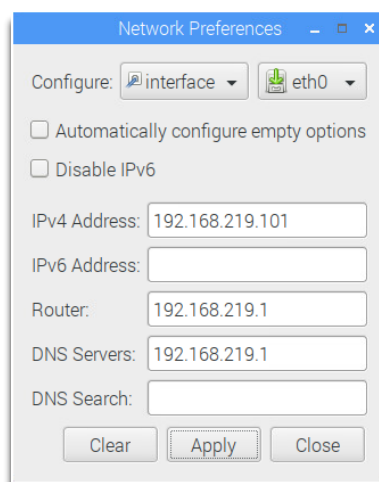 Network Preferences
Configure: interface eth0
Automatically configure empty options
Disable IPv6
IPv4 Address: 192.168.219.101
IPv6 Address:
Router: 192.168.219.1
DNS Servers: 192.168.219.1
DNS Search:
Clear Apply Close